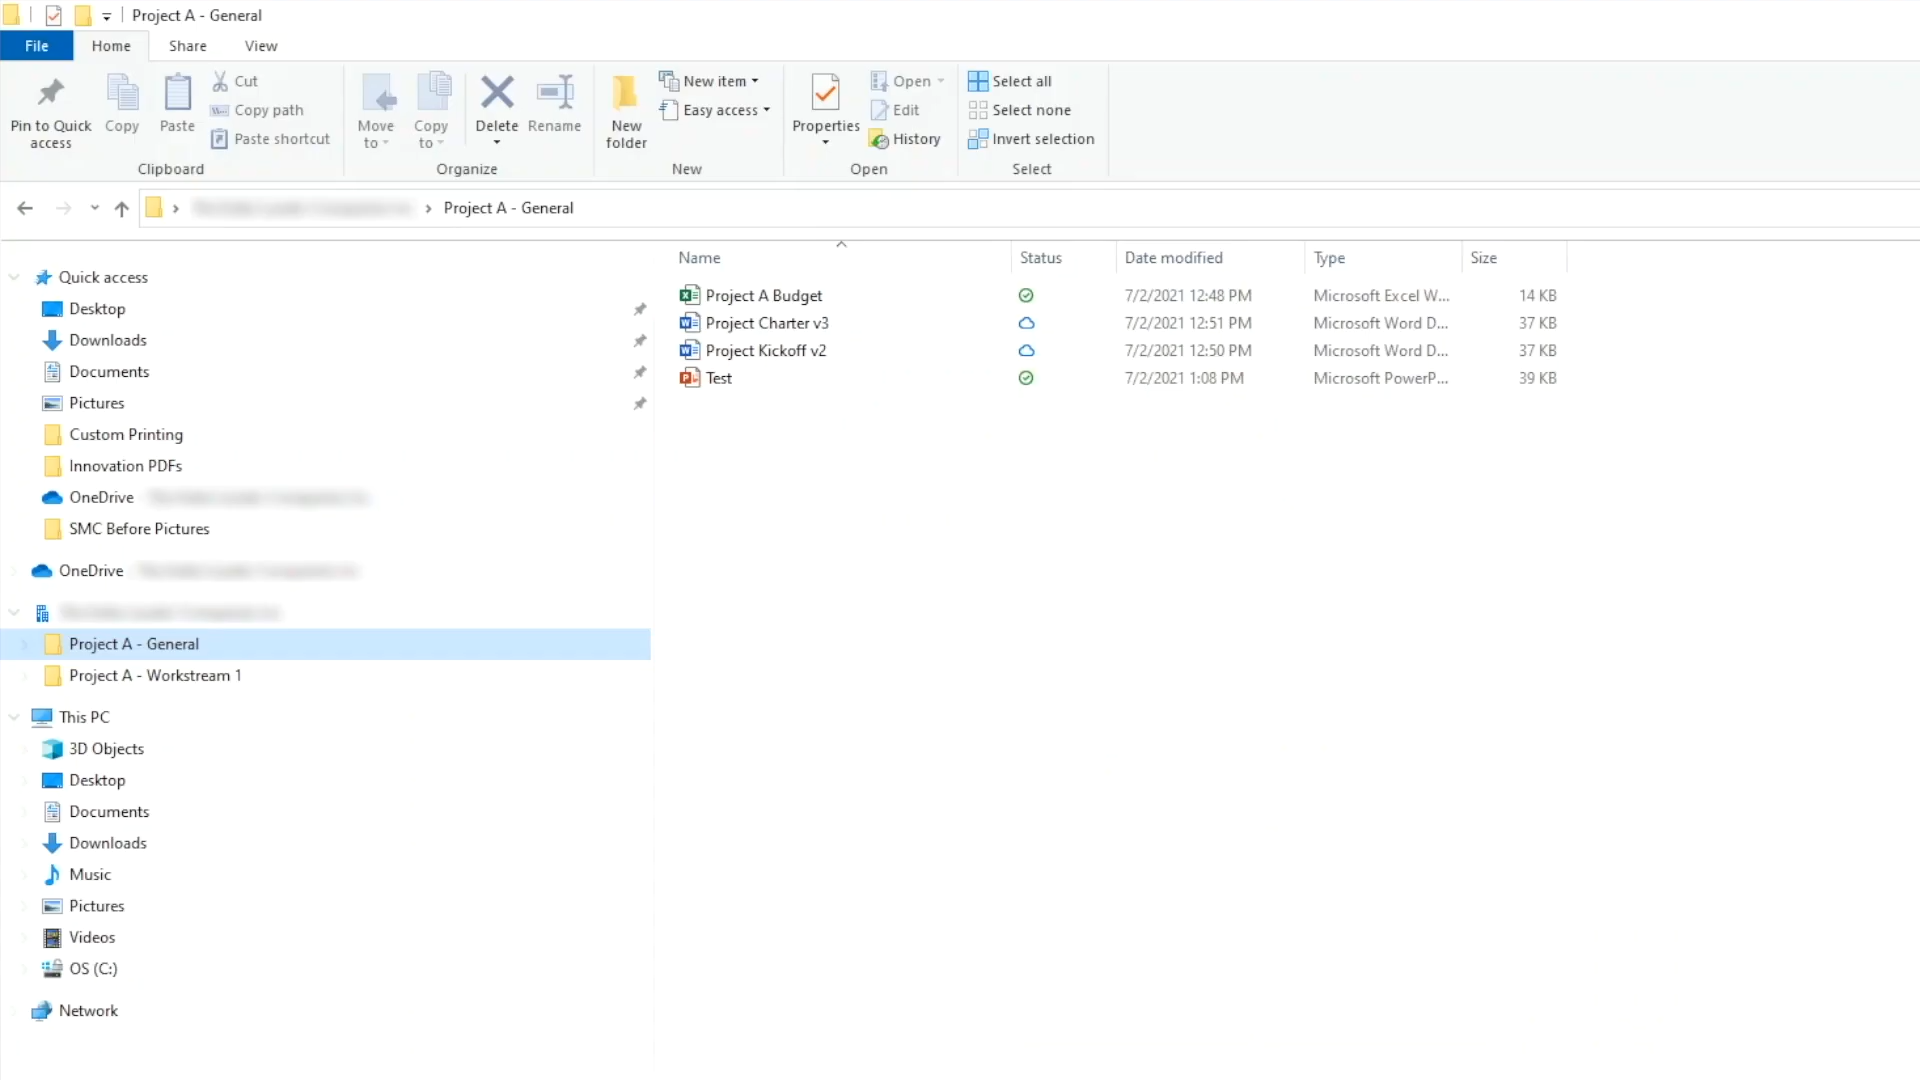 Project A - General
File Home Share View
Pin to Quick access
Copy
Paste
Cut
Copy path
Paste shortcut
Clipboard
Move to
Copy to
Delete
Rename
Organize
New folder
New item
Easy access
New
Properties
Open
Edit
History
Open
Select all
Select none
Invert selection
Select
Project A - General
Quick access
Desktop
Downloads
Documents
Pictures
Custom Printing
Innovation PDFs
OneDrive
SMC Before Pictures
OneDrive
Project A - General
Project A - Workstream 1
This PC
3D Objects
Desktop
Documents
Downloads
Music
Pictures
Videos
OS (C:)
Network
Name Status Date modified Type Size
Project A Budget 7/2/2021 12:48 PM Microsoft Excel W... 14 KB
Project Charter v3 7/2/2021 12:51 PM Microsoft Word D... 37 KB
Project Kickoff v2 7/2/2021 12:50 PM Microsoft Word D... 37 KB
Test 7/2/2021 1:08 PM Microsoft PowerP... 39 KB